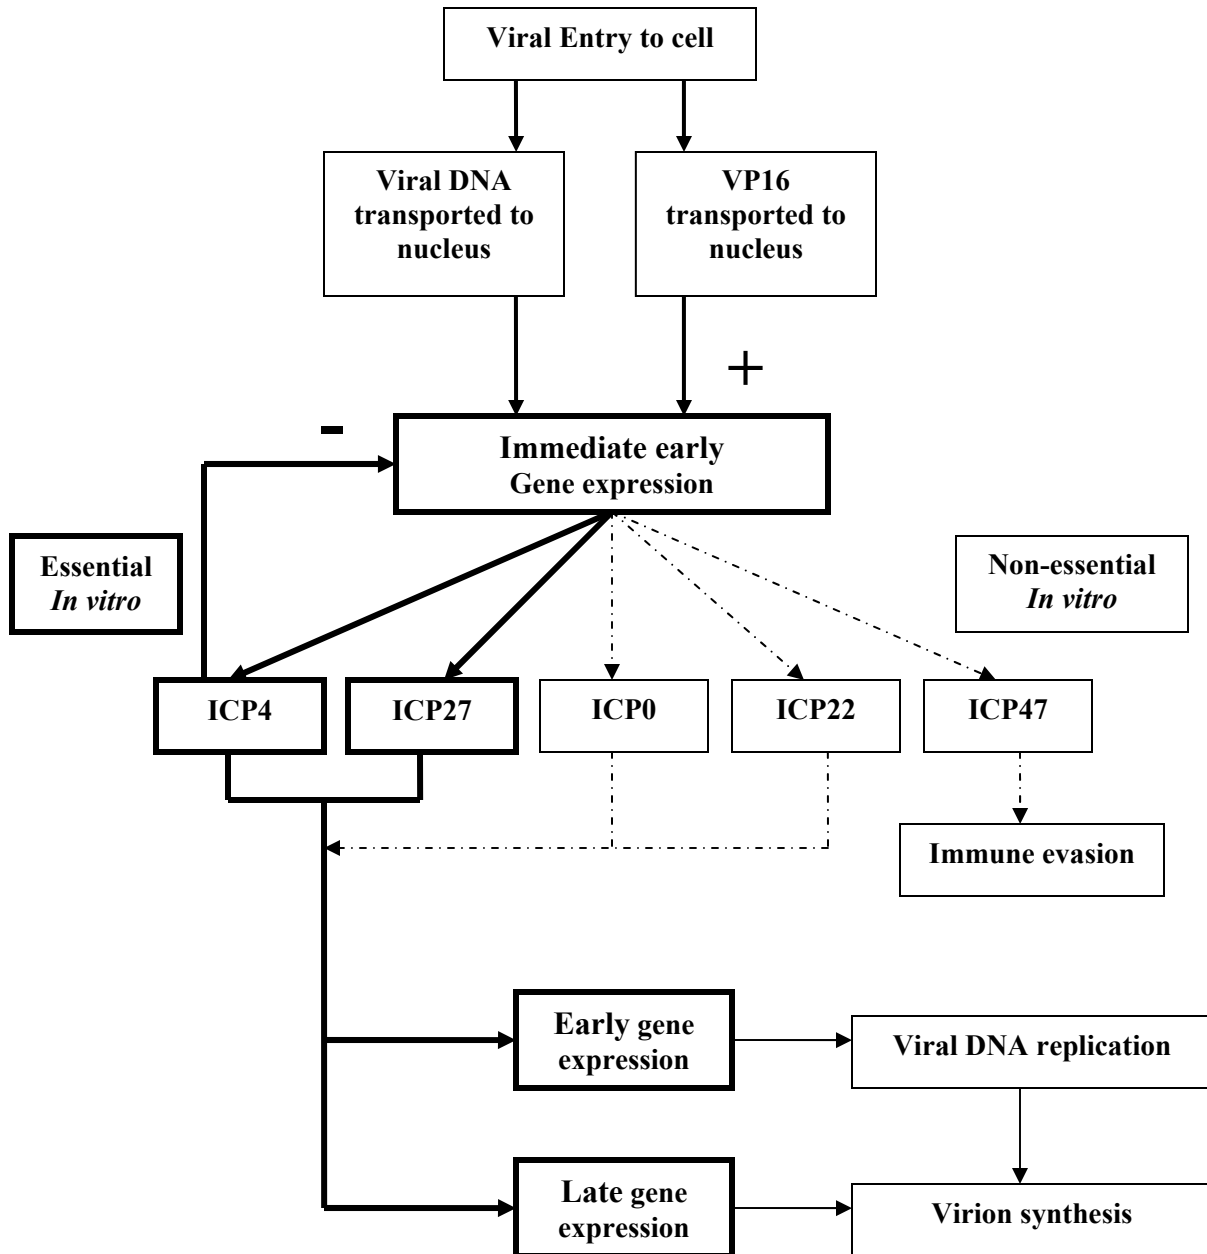 Viral Entry to cell
Viral DNA
transported to
nucleus
VP16
transported to
nucleus
+
-
Immediate early
Gene expression
Essential
In vitro
Non-essential
In vitro
ICP4
ICP27
ICP0
ICP22
ICP47
Immune evasion
Early gene
expression
Viral DNA replication
Late gene
expression
Virion synthesis